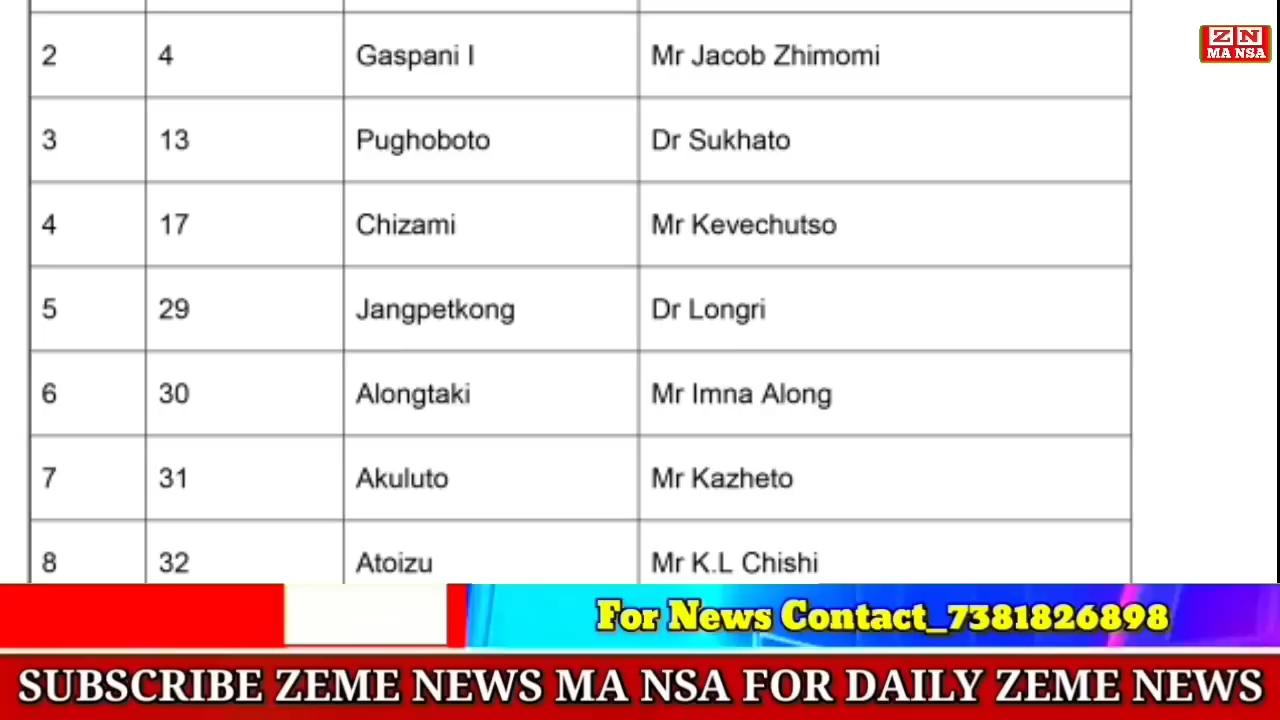 2 4 Gaspani I Mr Jacob Zhimomi
ZN
MA NSA
3 13 Pughoboto Dr Sukhato
4 17 Chizami Mr Kevechutso
5 29 Jangpetkong Dr Longri
6 30 Alongtaki Mr Imna Along
7 31 Akuluto Mr Kazheto
8 32 Atoizu Mr K.L Chishi
For News Contact_7381826898
SUBSCRIBE ZEME NEWS MA NSA FOR DAILY ZEME NEWS